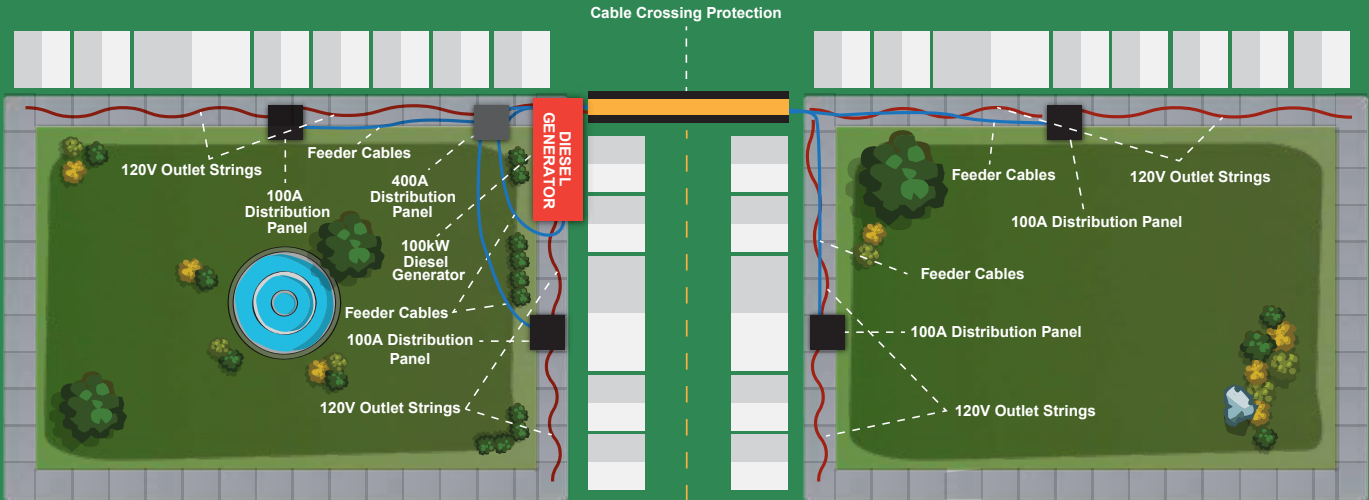 Cable Crossing Protection
DIESEL
GENERATOR
120V Outlet Strings
Feeder Cables
100A
Distribution
Panel
400A
Distribution
Panel
100kW
Diesel
Generator
Feeder Cables
100A Distribution
Panel
120V Outlet Strings
Feeder Cables
120V Outlet Strings
100A Distribution Panel
Feeder Cables
100A Distribution Panel
120V Outlet Strings